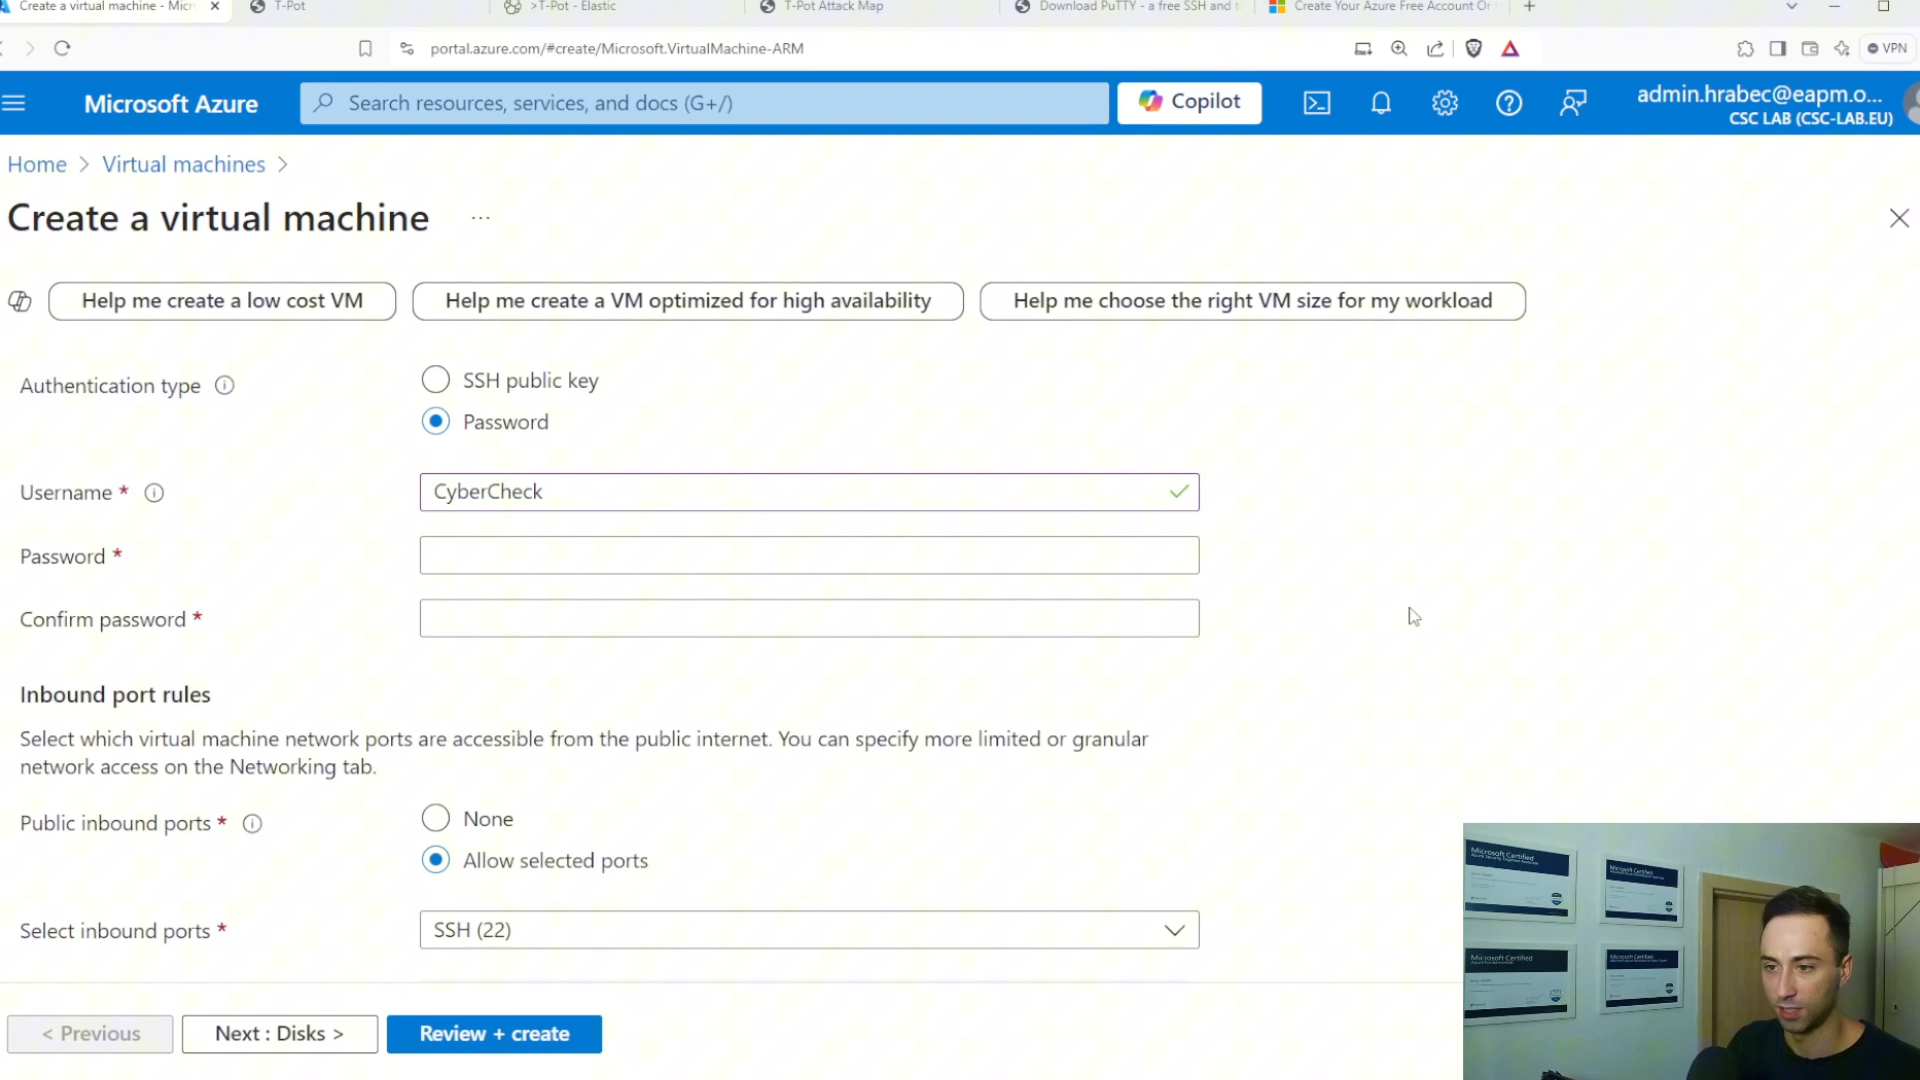 Create a virtual machine - Micr
T-Pot
>T-Pot - Elastic
T-Pot Attack Map
Download PuTTY - a free SSH and t
Create Your Azure Free Account Or
portal.azure.com/#create/Microsoft.VirtualMachine-ARM
VPN
Microsoft Azure
Search resources, services, and docs (G+/)
Copilot
admin.hrabec@eapm.o...
CSC LAB (CSC-LAB.EU)
Home > Virtual machines >
Create a virtual machine ...
Help me create a low cost VM
Help me create a VM optimized for high availability
Help me choose the right VM size for my workload
Authentication type
SSH public key
Password
Username *
CyberCheck
Password *
Confirm password *
Inbound port rules
Select which virtual machine network ports are accessible from the public internet. You can specify more limited or granular
network access on the Networking tab.
Public inbound ports *
None
Allow selected ports
Select inbound ports *
SSH (22)
< Previous
Next : Disks >
Review + create
Microsoft Certified
Microsoft Certified
Microsoft Certified
Microsoft Certified